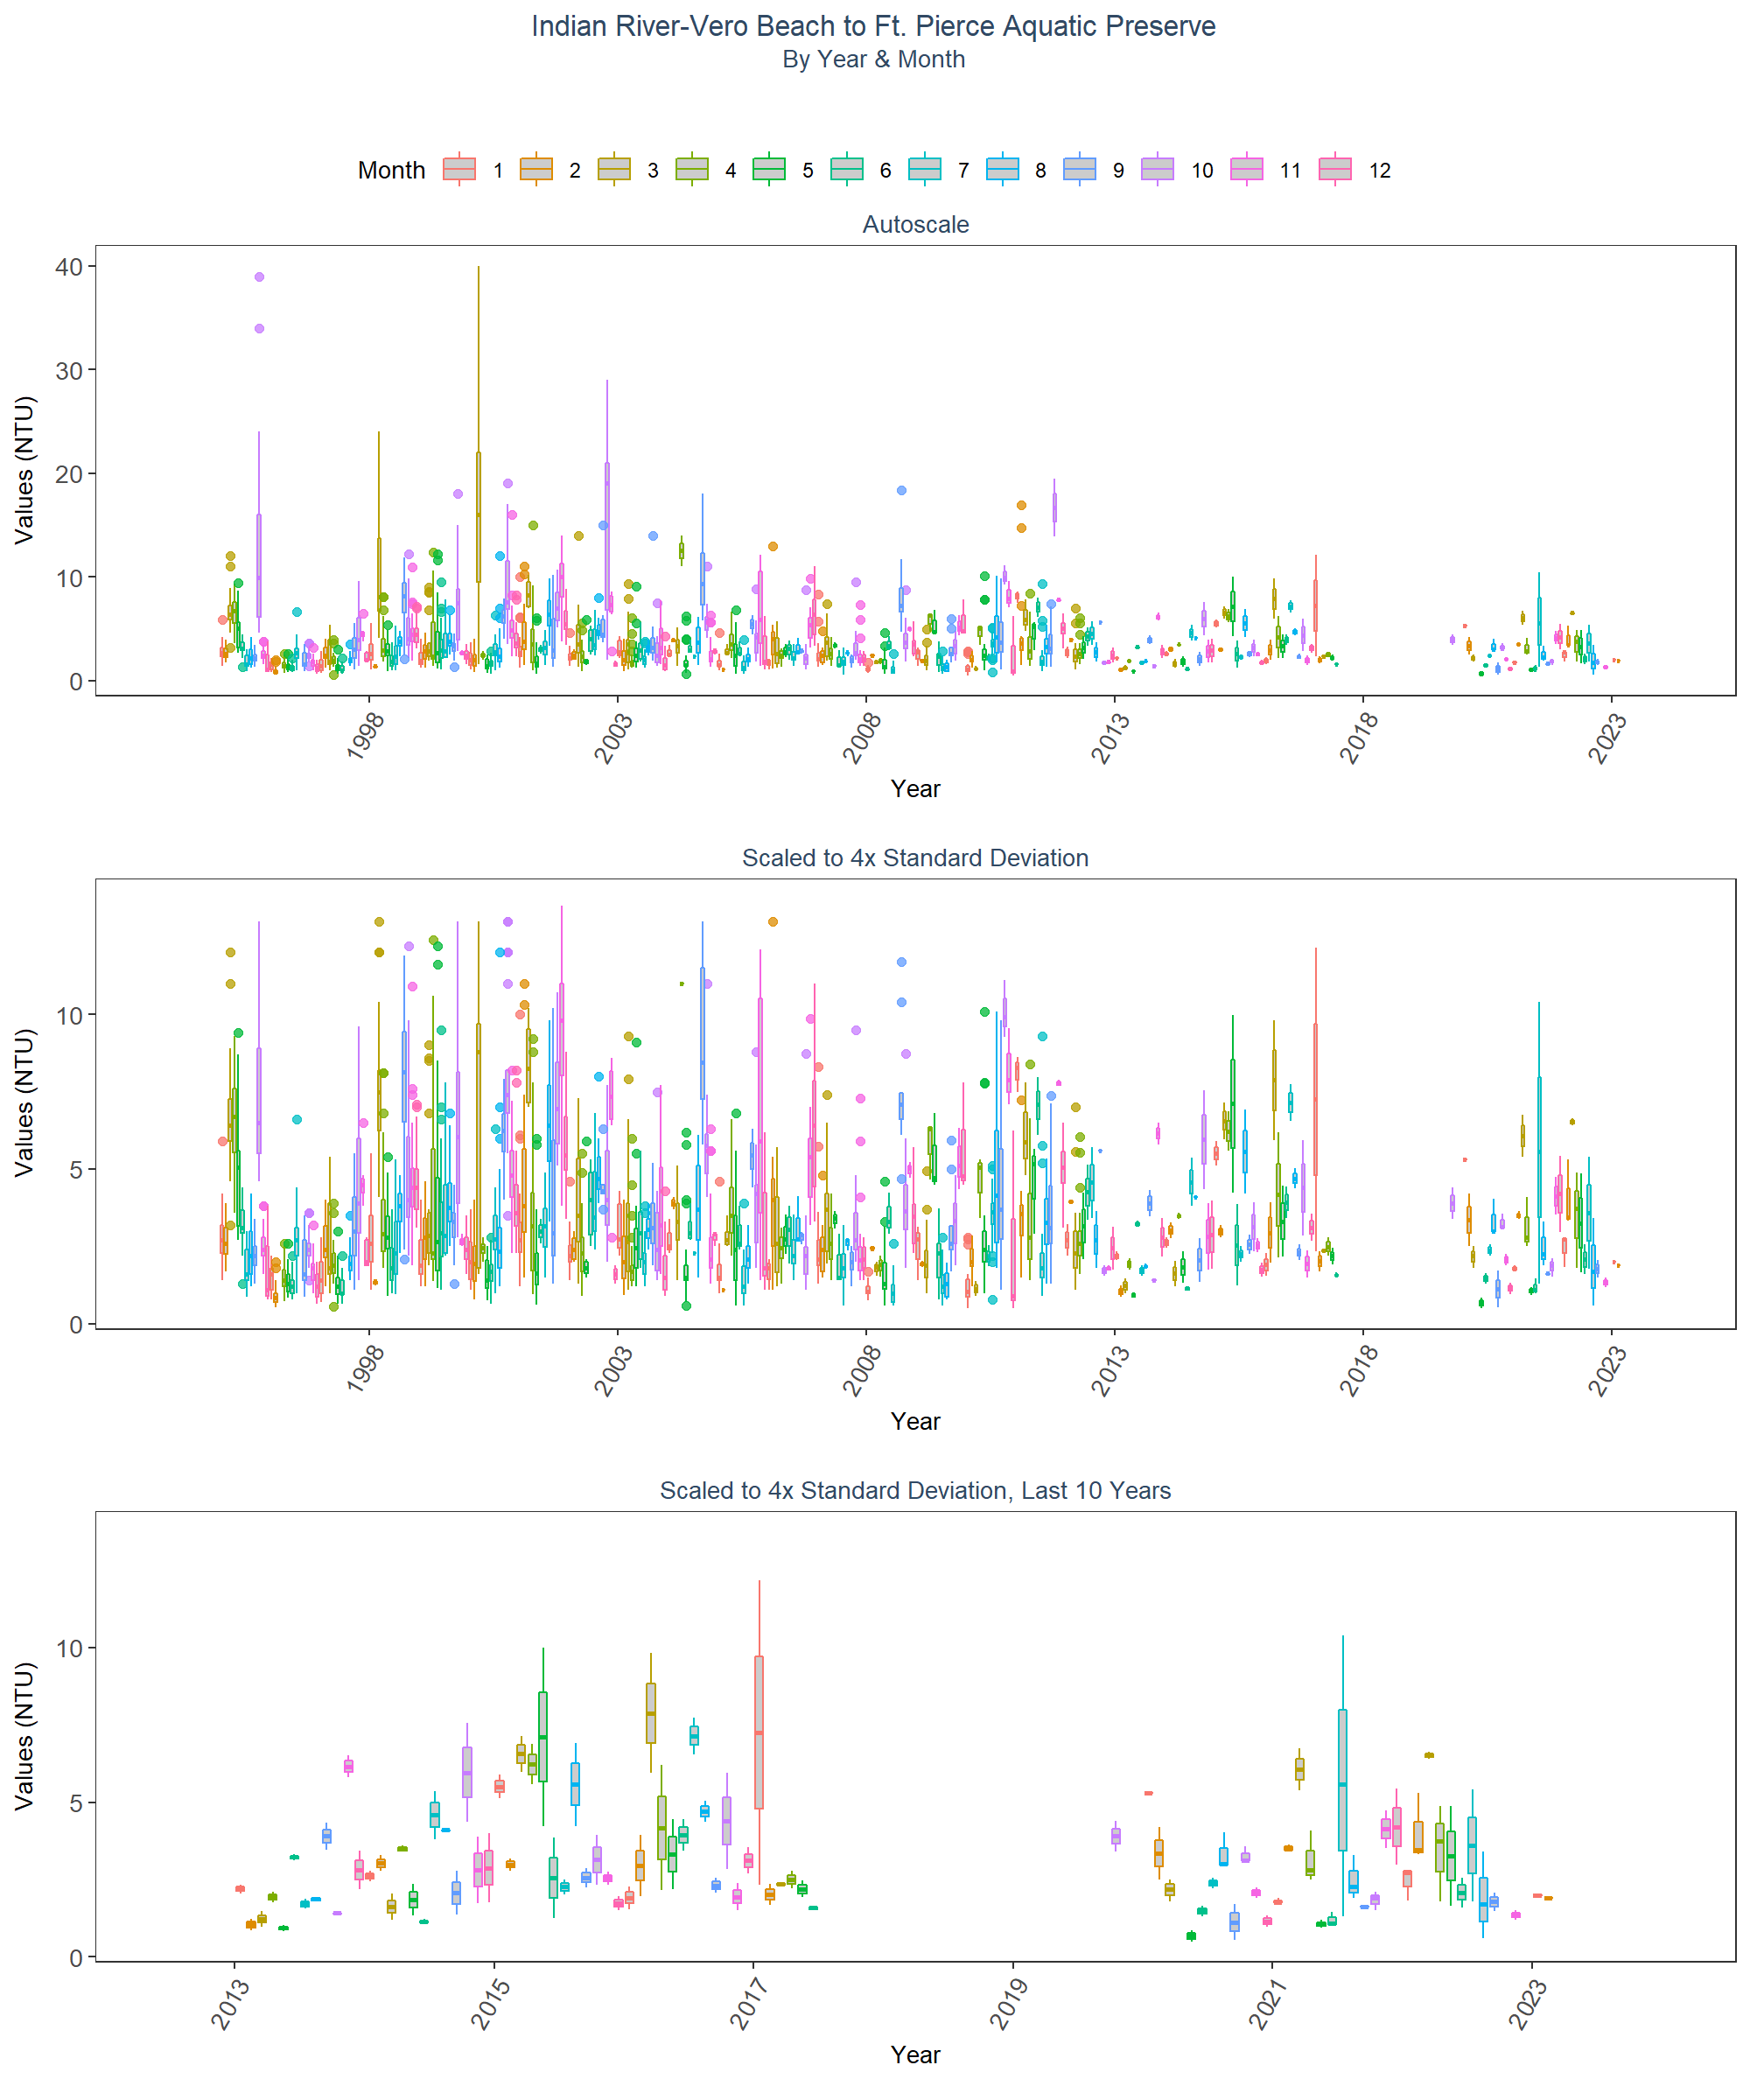 Indian River-Vero Beach to Ft. Pierce Aquatic Preserve
By Year & Month
Month 1 2 3 4 5 6 7 8 9 10 11 12
Autoscale
Values (NTU)
40
30
20
10
0
1998 2003 2008 2013 2018 2023
Year
Scaled to 4x Standard Deviation
Values (NTU)
10
5
0
1998 2003 2008 2013 2018 2023
Year
Scaled to 4x Standard Deviation, Last 10 Years
Values (NTU)
10
5
0
2013 2015 2017 2019 2021 2023
Year